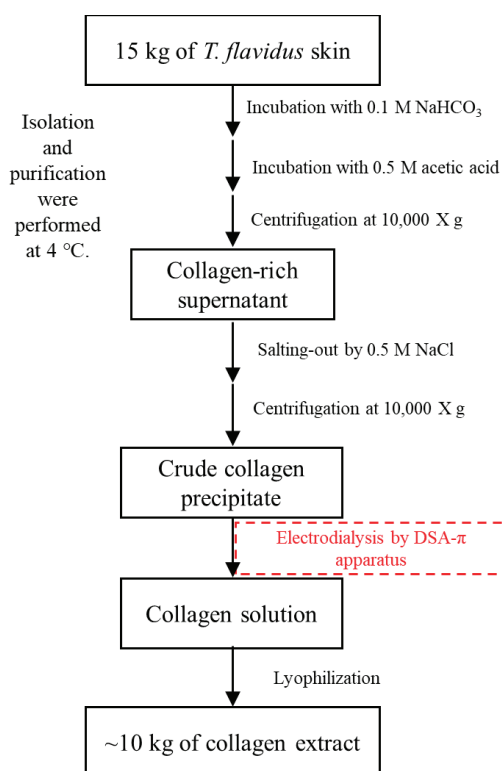 15 kg of T. flavidus skin
Incubation with 0.1 M NaHCO₃
Isolation
and
purification
were
performed
at 4 °C.
Incubation with 0.5 M acetic acid
Centrifugation at 10,000 X g
Collagen-rich
supernatant
Salting-out by 0.5 M NaCl
Centrifugation at 10,000 X g
Crude collagen
precipitate
Electrodialysis by DSA-π
apparatus
Collagen solution
Lyophilization
~10 kg of collagen extract